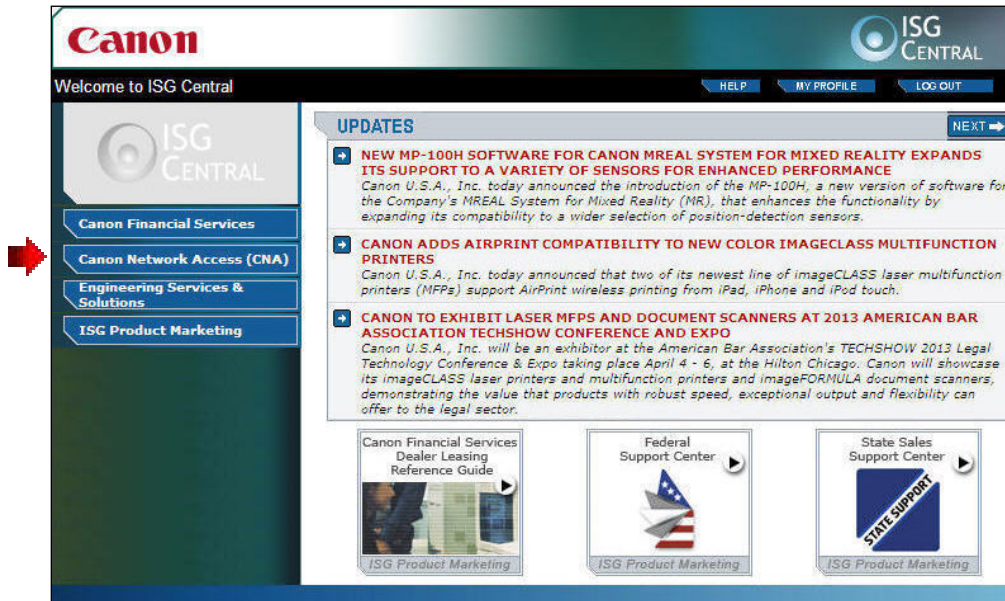 Canon
ISG
CENTRAL
Welcome to ISG Central
HELP
MY PROFILE
LOG OUT
ISG
CENTRAL
Canon Financial Services
Canon Network Access (CNA)
Engineering Services &
Solutions
ISG Product Marketing
UPDATES
NEXT
NEW MP-100H SOFTWARE FOR CANON MREAL SYSTEM FOR MIXED REALITY EXPANDS
ITS SUPPORT TO A VARIETY OF SENSORS FOR ENHANCED PERFORMANCE
Canon U.S.A., Inc. today announced the introduction of the MP-100H, a new version of software for
the Company's MREAL System for Mixed Reality (MR), that enhances the functionality by
expanding its compatibility to a wider selection of position-detection sensors.
CANON ADDS AIRPRINT COMPATIBILITY TO NEW COLOR IMAGECLASS MULTIFUNCTION
PRINTERS
Canon U.S.A., Inc. today announced that two of its newest line of imageCLASS laser multifunction
printers (MFPs) support AirPrint wireless printing from iPad, iPhone and iPod touch.
CANON TO EXHIBIT LASER MFPS AND DOCUMENT SCANNERS AT 2013 AMERICAN BAR
ASSOCIATION TECHSHOW CONFERENCE AND EXPO
Canon U.S.A., Inc. will be an exhibitor at the American Bar Association's TECHSHOW 2013 Legal
Technology Conference & Expo taking place April 4 - 6, at the Hilton Chicago. Canon will showcase
its imageCLASS laser printers and multifunction printers and imageFORMULA document scanners,
demonstrating the value that products with robust speed, exceptional output and flexibility can
offer to the legal sector.
Canon Financial Services
Dealer Leasing
Reference Guide
ISG Product Marketing
Federal
Support Center
ISG Product Marketing
State Sales
Support Center
STATE SUPPORT
ISG Product Marketing